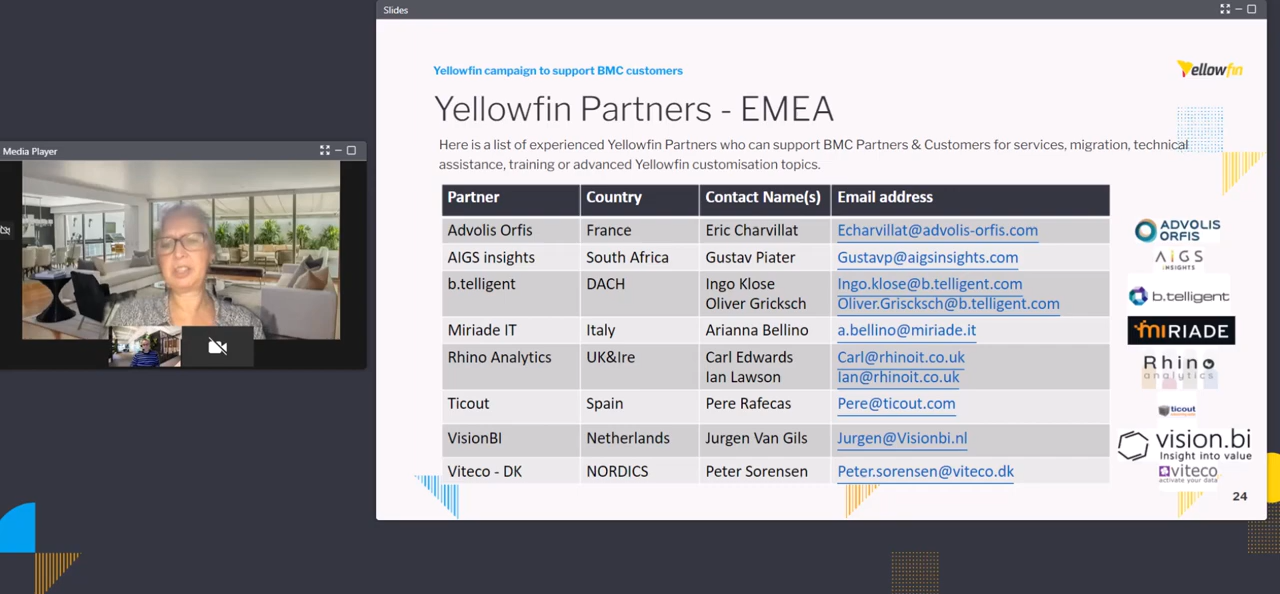 Slides
Media Player
Yellowfin campaign to support BMC customers
Yellowfin
Yellowfin Partners - EMEA
Here is a list of experienced Yellowfin Partners who can support BMC Partners & Customers for services, migration, technical
assistance, training or advanced Yellowfin customisation topics.
Partner Country Contact Name(s) Email address
Advolis Orfis France Eric Charvillat Echarvillat@advolis-orfis.com
AIGS insights South Africa Gustav Piater Gustavp@aigsinsights.com
b.telligent DACH Ingo Klose Ingo.klose@b.telligent.com
Oliver Gricksch Oliver.Griscksch@b.telligent.com
Miriade IT Italy Arianna Bellino a.bellino@miriade.it
Rhino Analytics UK&Ire Carl Edwards Carl@rhinoit.co.uk
Ian Lawson Ian@rhinoit.co.uk
Ticout Spain Pere Rafecas Pere@ticout.com
VisionBI Netherlands Jurgen Van Gils Jurgen@Visionbi.nl
Viteco - DK NORDICS Peter Sorensen Peter.sorensen@viteco.dk
ADVOLIS
ORFIS
AIGS
INSIGHTS
b.telligent
MIRIADE
Rhino
analytics
ticout
vision.bi
Insight into value
viteco
activate your data
24